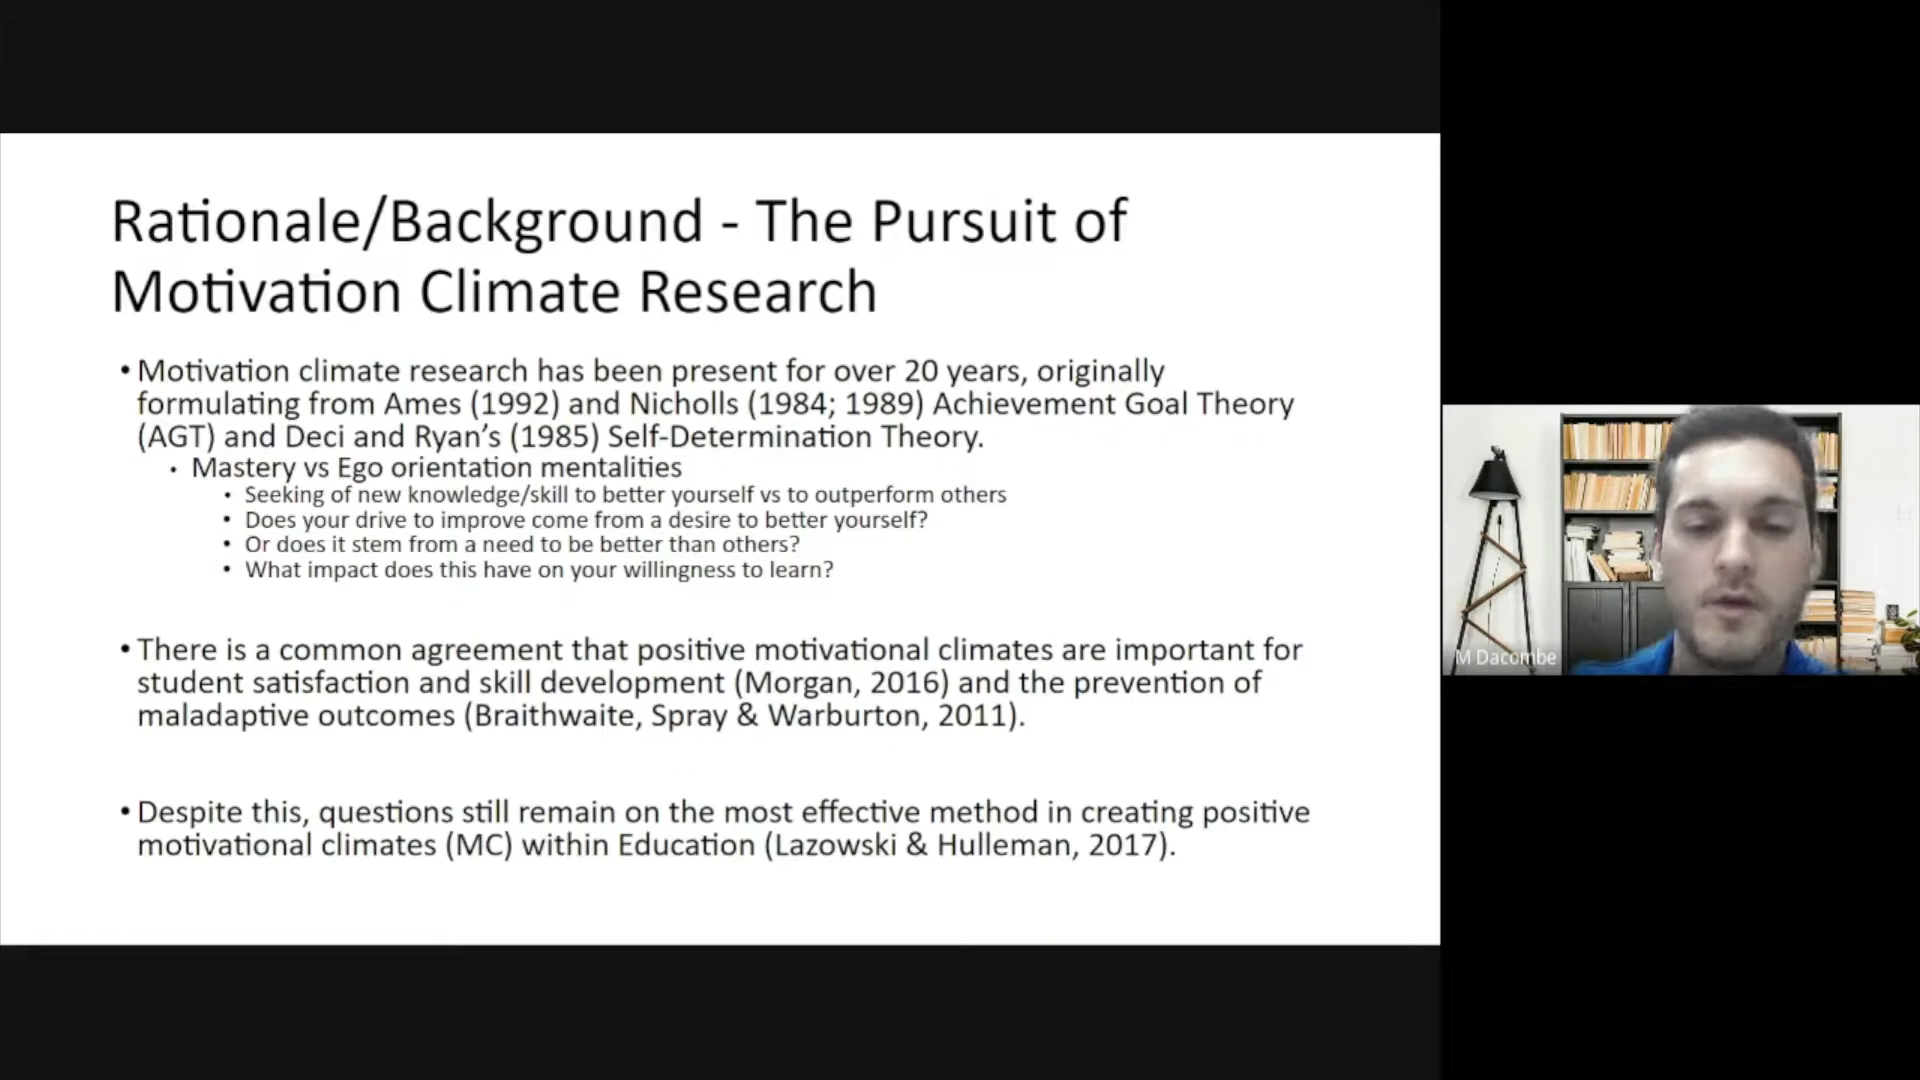 Rationale/Background - The Pursuit of
Motivation Climate Research
• Motivation climate research has been present for over 20 years, originally
formulating from Ames (1992) and Nicholls (1984; 1989) Achievement Goal Theory
(AGT) and Deci and Ryan’s (1985) Self-Determination Theory.
• Mastery vs Ego orientation mentalities
• Seeking of new knowledge/skill to better yourself vs to outperform others
• Does your drive to improve come from a desire to better yourself?
• Or does it stem from a need to be better than others?
• What impact does this have on your willingness to learn?
• There is a common agreement that positive motivational climates are important for
student satisfaction and skill development (Morgan, 2016) and the prevention of
maladaptive outcomes (Braithwaite, Spray & Warburton, 2011).
• Despite this, questions still remain on the most effective method in creating positive
motivational climates (MC) within Education (Lazowski & Hulleman, 2017).
M Dacombe